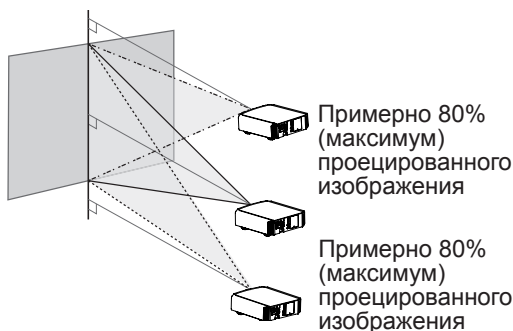 Примерно 80%
(максимум)
проецированного
изображения
Примерно 80%
(максимум)
проецированного
изображения